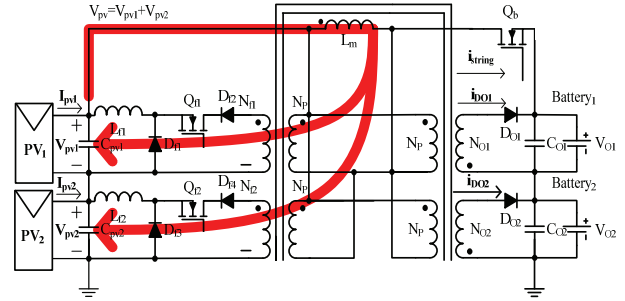 Vpv=Vpv1+Vpv2
Lm
Qb
istring
Ipv1
Qf1
Df2
Nf1
NP
iDO1
Battery1
PV1
+
Vpv1
−
Lf1
Cpv1
Df1
−
NP
NO1
DO1
CO1
+
VO1
Ipv2
Qf2
Df4
Nf2
NP
iDO2
Battery2
PV2
+
Vpv2
−
Lf2
Cpv2
Df3
−
NP
NO2
DO2
CO2
+
VO2